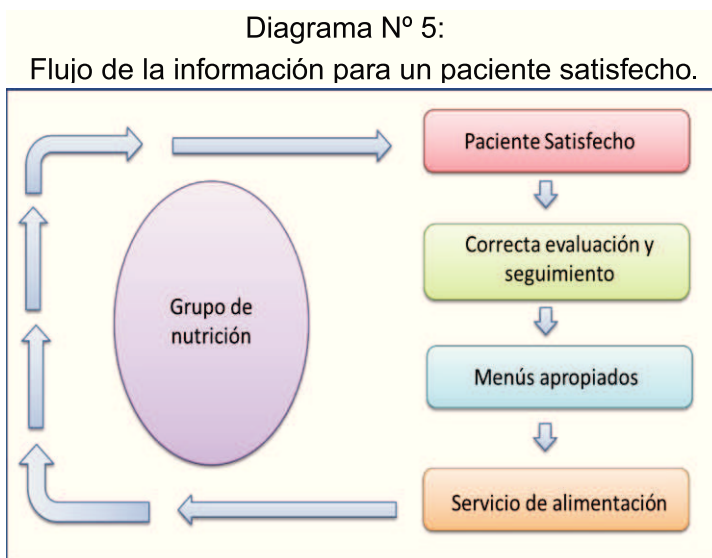 Diagrama Nº 5:
Flujo de la información para un paciente satisfecho.
Paciente Satisfecho
Correcta evaluación y
seguimiento
Grupo de
nutrición
Menús apropiados
Servicio de alimentación